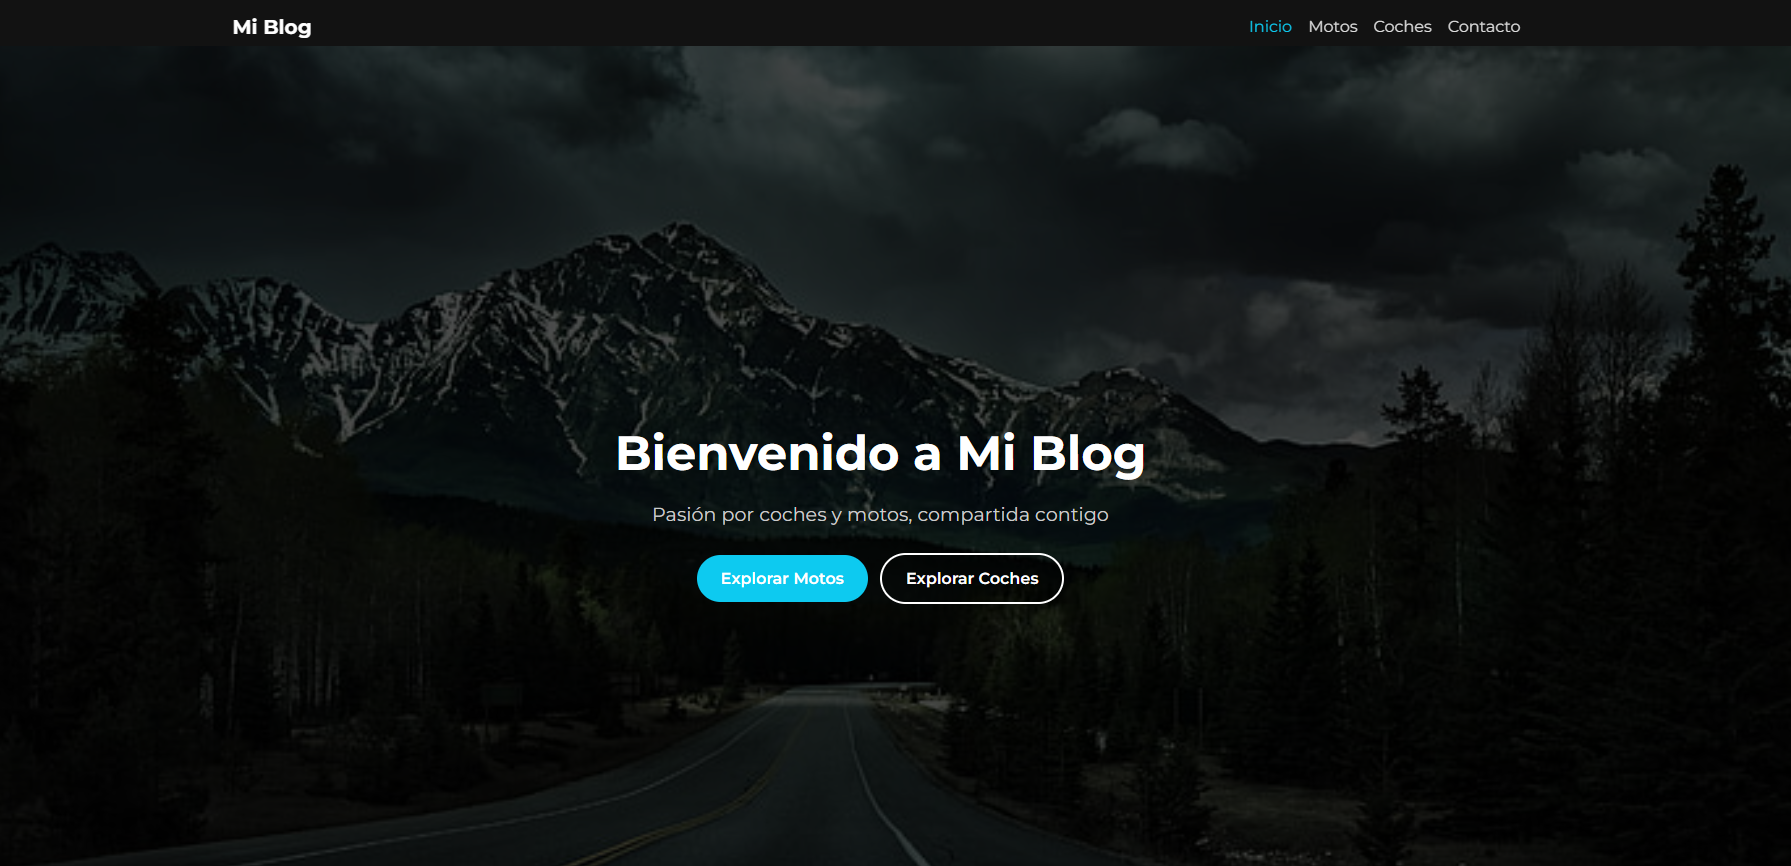 Mi Blog
Inicio Motos Coches Contacto
Bienvenido a Mi Blog
Pasión por coches y motos, compartida contigo
Explorar Motos Explorar Coches